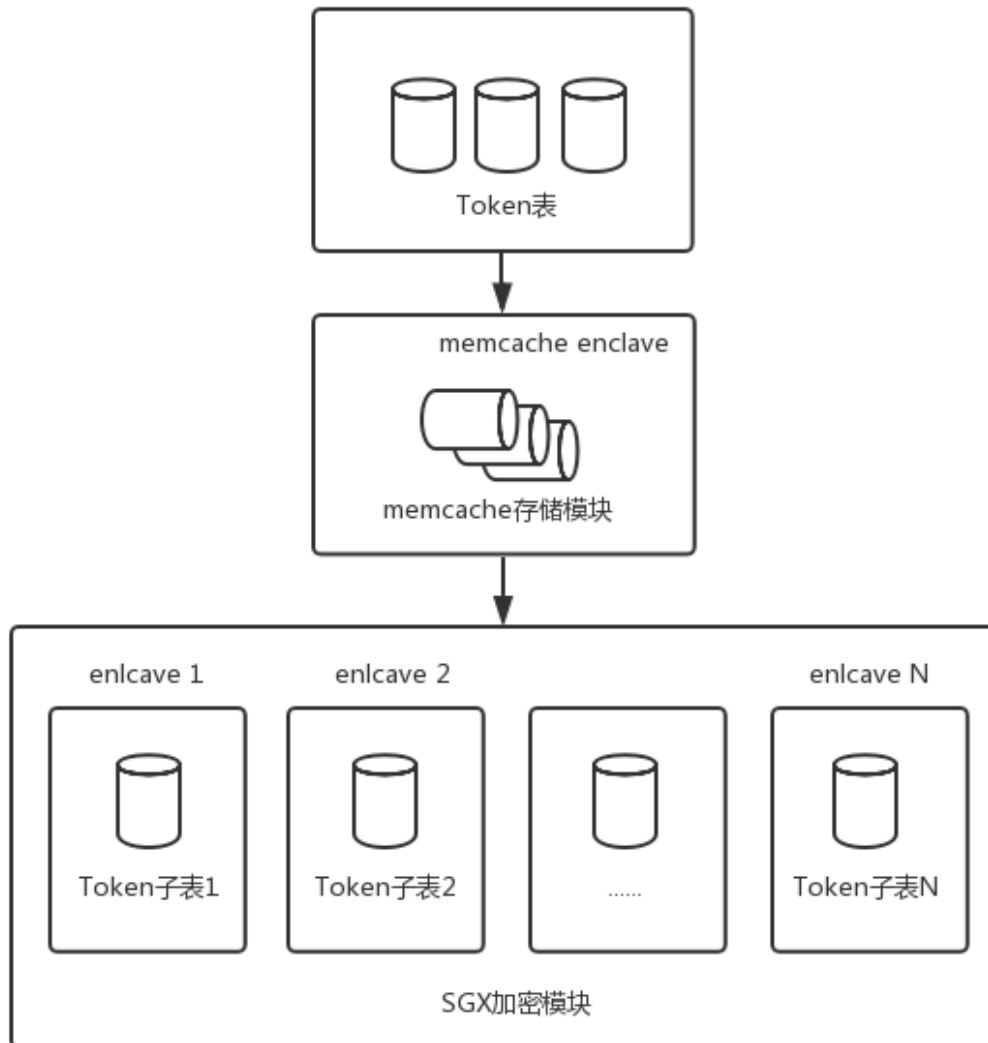 Token表
memcache enclave
memcache存储模块
enlcave 1
enlcave 2
enlcave N
Token子表1
Token子表2
......
Token子表N
SGX加密模块